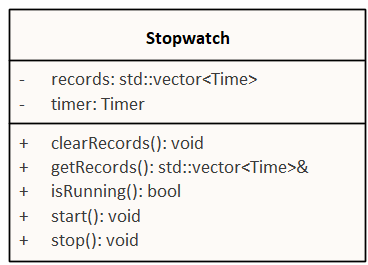 Stopwatch
- records: std::vector<Time>
- timer: Timer
+ clearRecords(): void
+ getRecords(): std::vector<Time>&
+ isRunning(): bool
+ start(): void
+ stop(): void